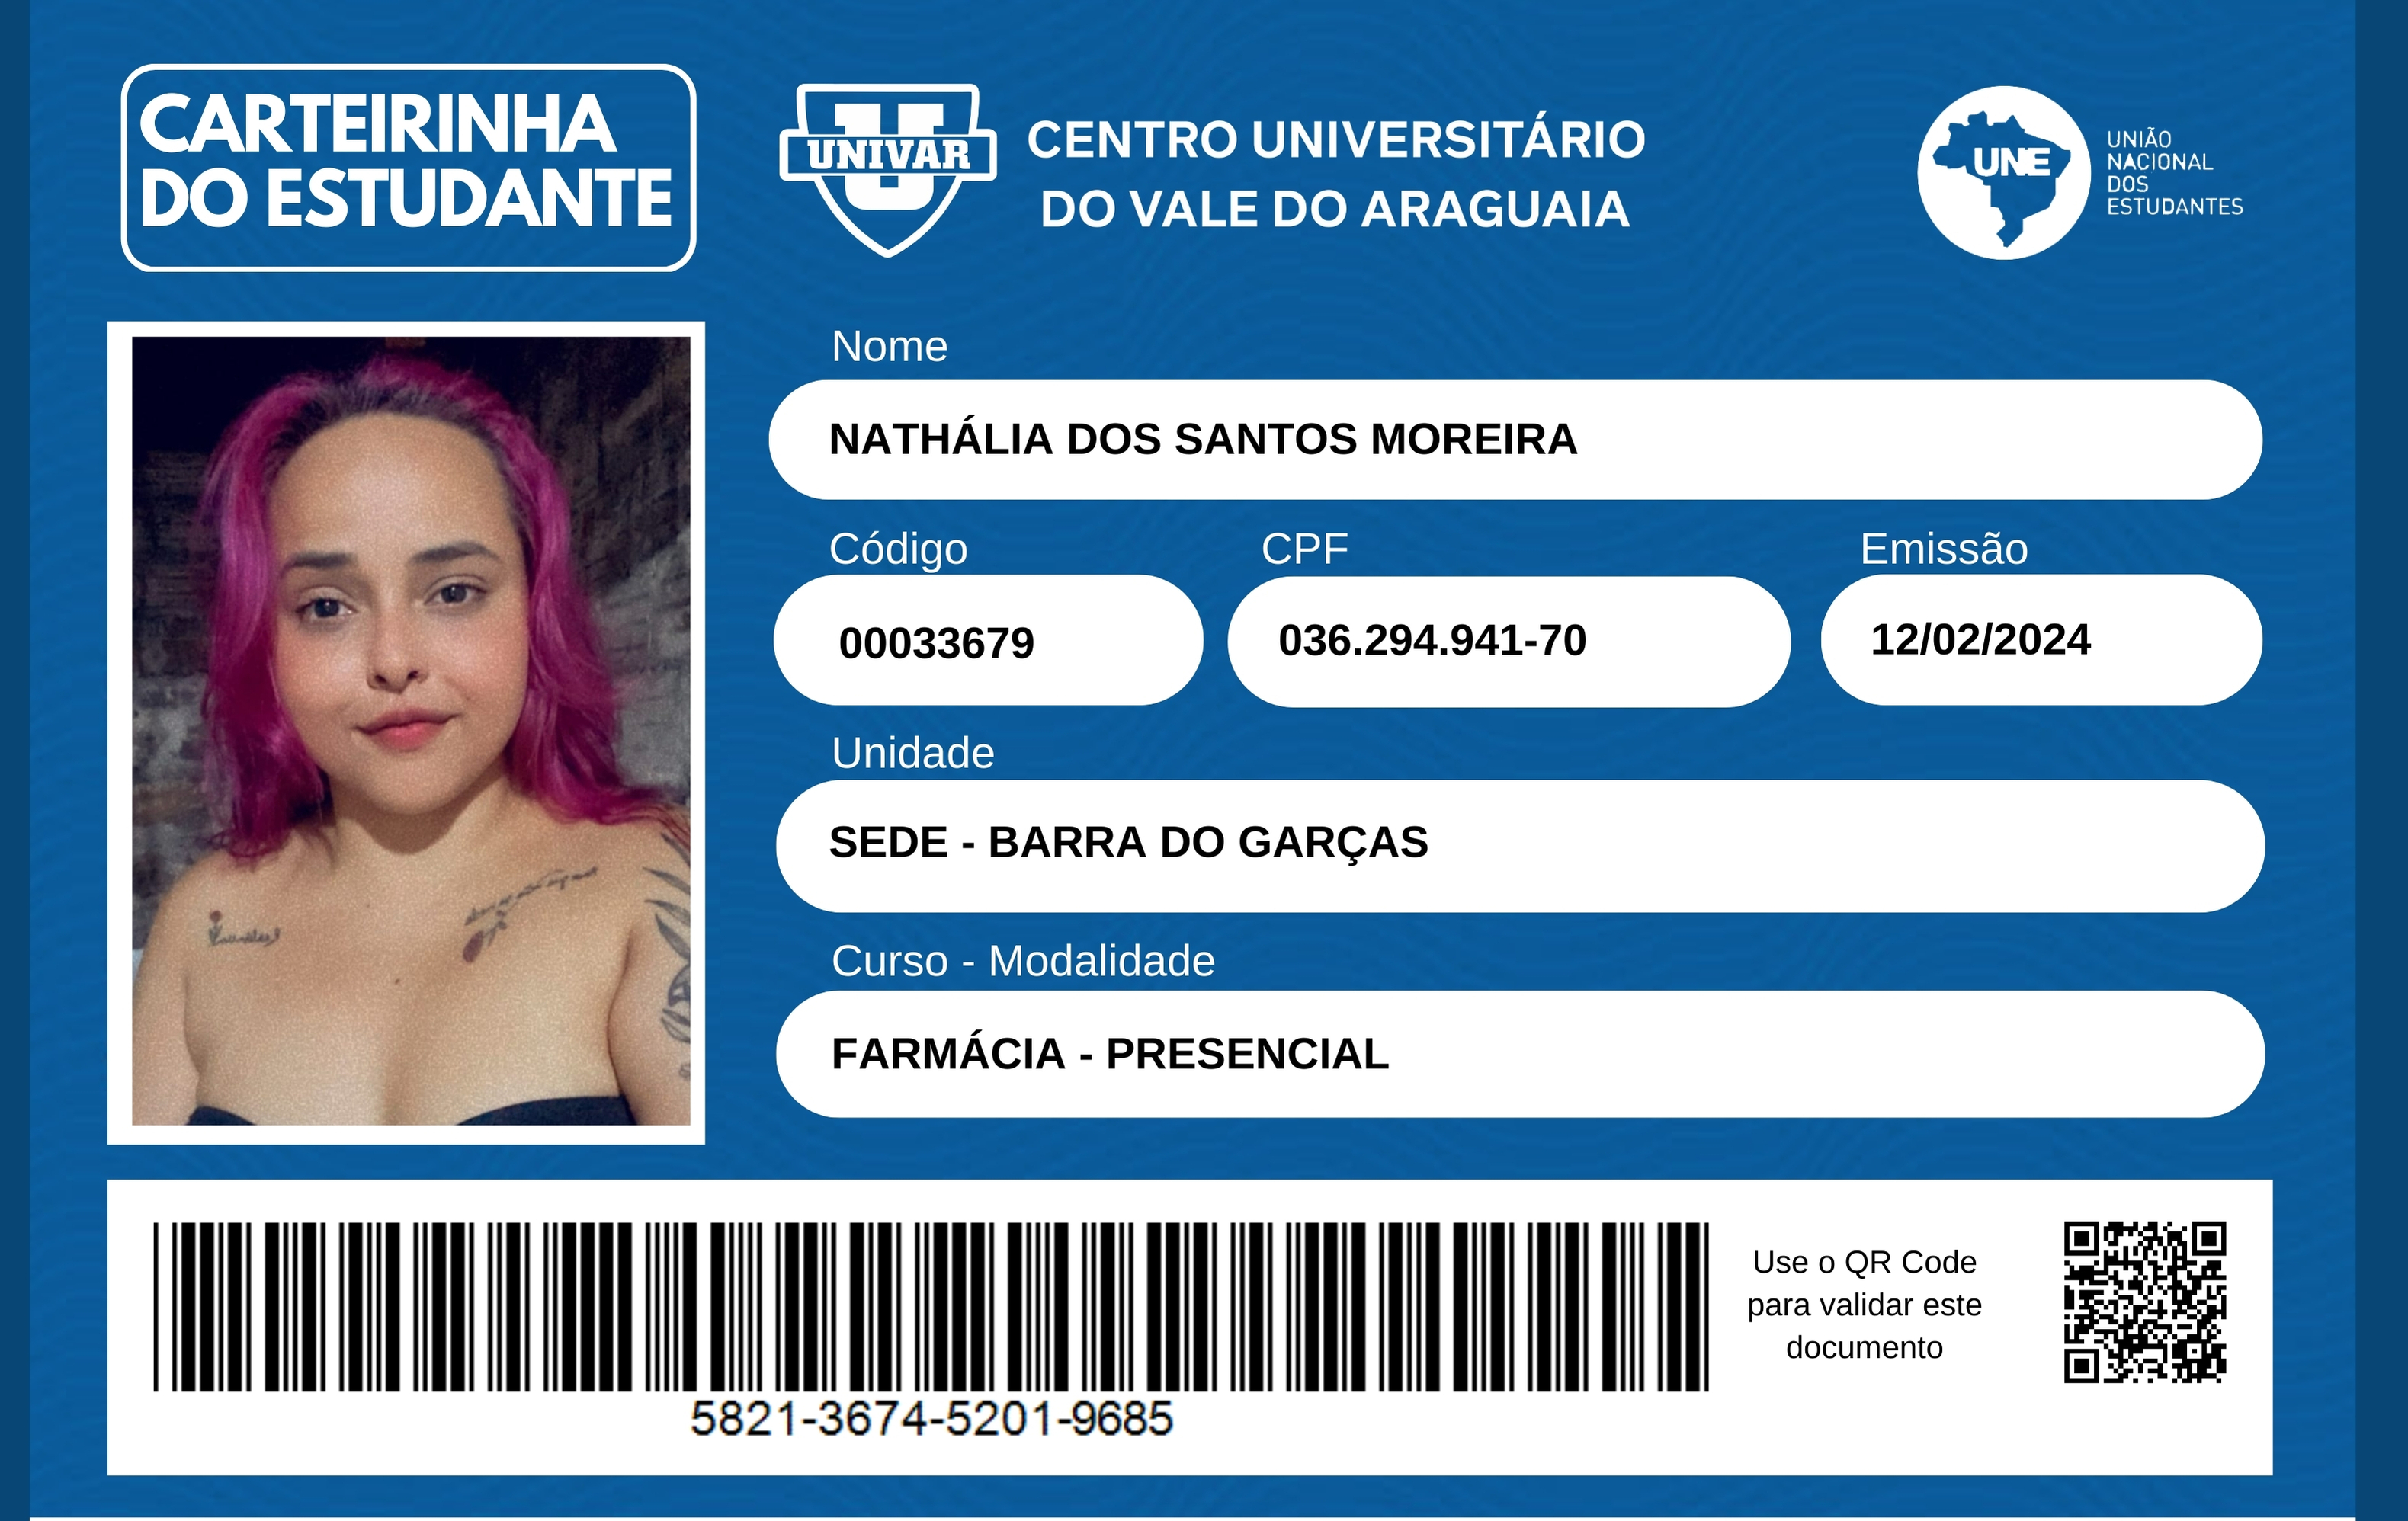 CARTEIRINHA
DO ESTUDANTE
UNIVAR
CENTRO UNIVERSITÁRIO
DO VALE DO ARAGUAIA
UNE
UNIÃO
NACIONAL
DOS
ESTUDANTES
Nome
NATHÁLIA DOS SANTOS MOREIRA
Código
CPF
Emissão
00033679
036.294.941-70
12/02/2024
Unidade
SEDE - BARRA DO GARÇAS
Curso - Modalidade
FARMÁCIA - PRESENCIAL
Use o QR Code
para validar este
documento
5821-3674-5201-9685